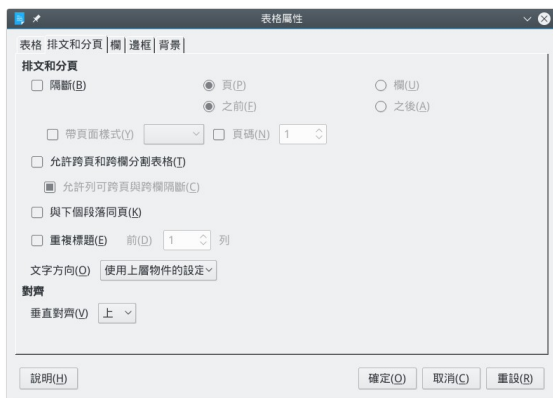 表格屬性
表格 排文和分頁 欄 邊框 背景
排文和分頁
隔斷(B) 頁(P) 欄(U)
之前(F) 之後(A)
帶頁面樣式(Y) 頁碼(N) 1
允許跨頁和跨欄分割表格(T)
允許列可跨頁與跨欄隔斷(C)
與下個段落同頁(K)
重複標題(E) 前(D) 1 列
文字方向(O) 使用上層物件的設定
對齊
垂直對齊(V) 上
說明(H) 確定(O) 取消(C) 重設(R)